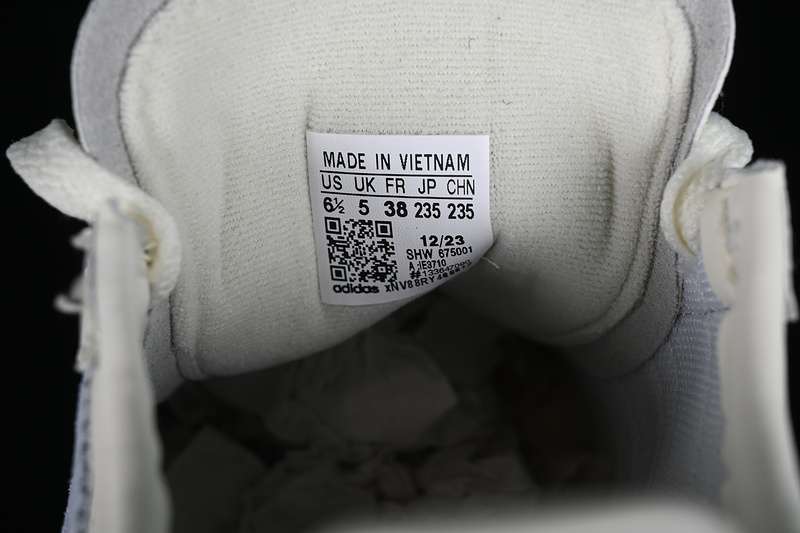 MADE IN VIETNAM
US UK FR JP CHN
6½ 5 38 235 235
12/23
SHW 675001
A:IE9710
adidas